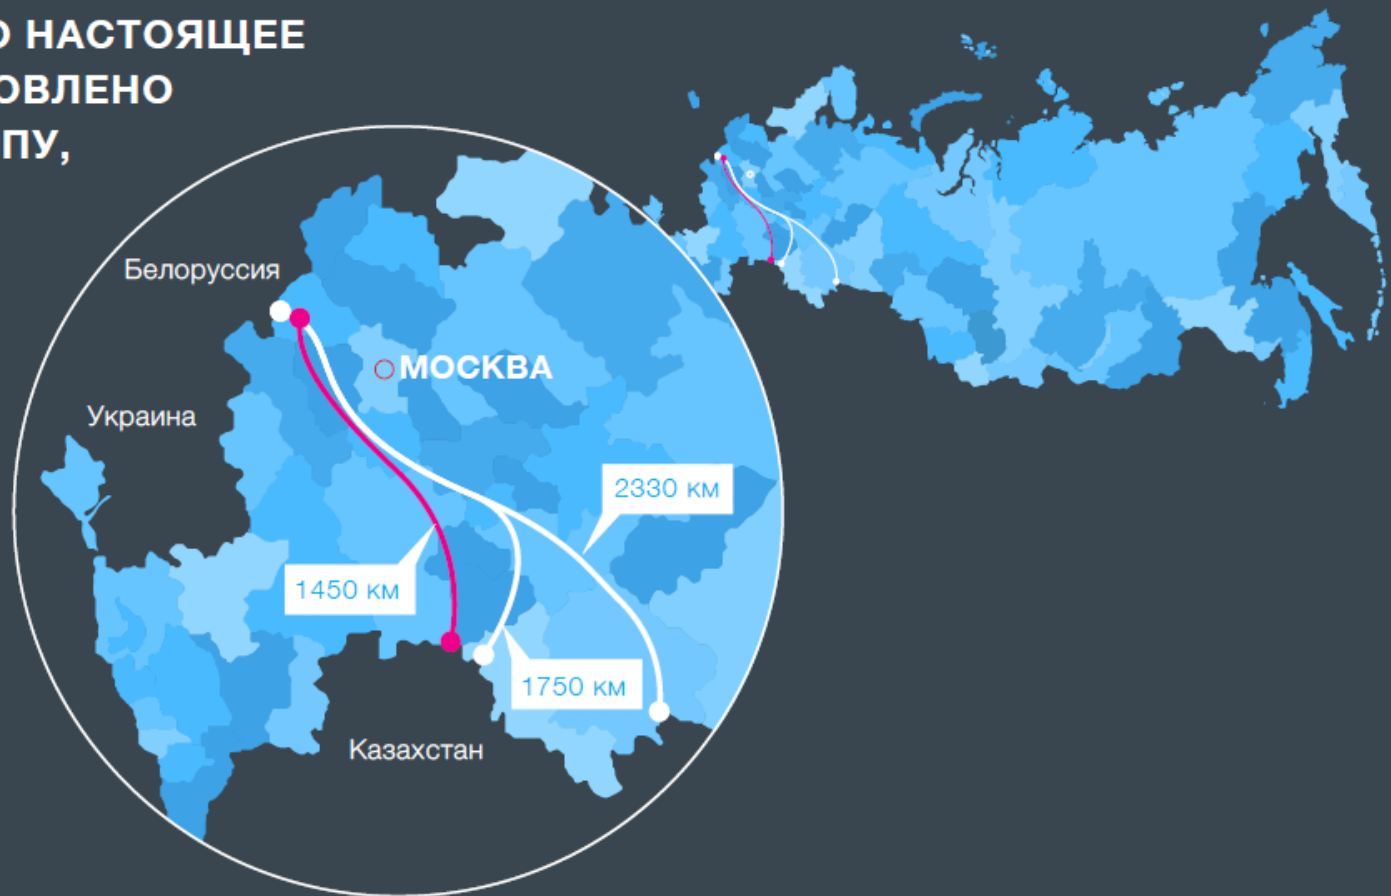 О НАСТОЯЩЕЕ
ОВЛЕНО
ПУ,
Белоруссия
МОСКВА
Украина
2330 км
1450 км
1750 км
Казахстан